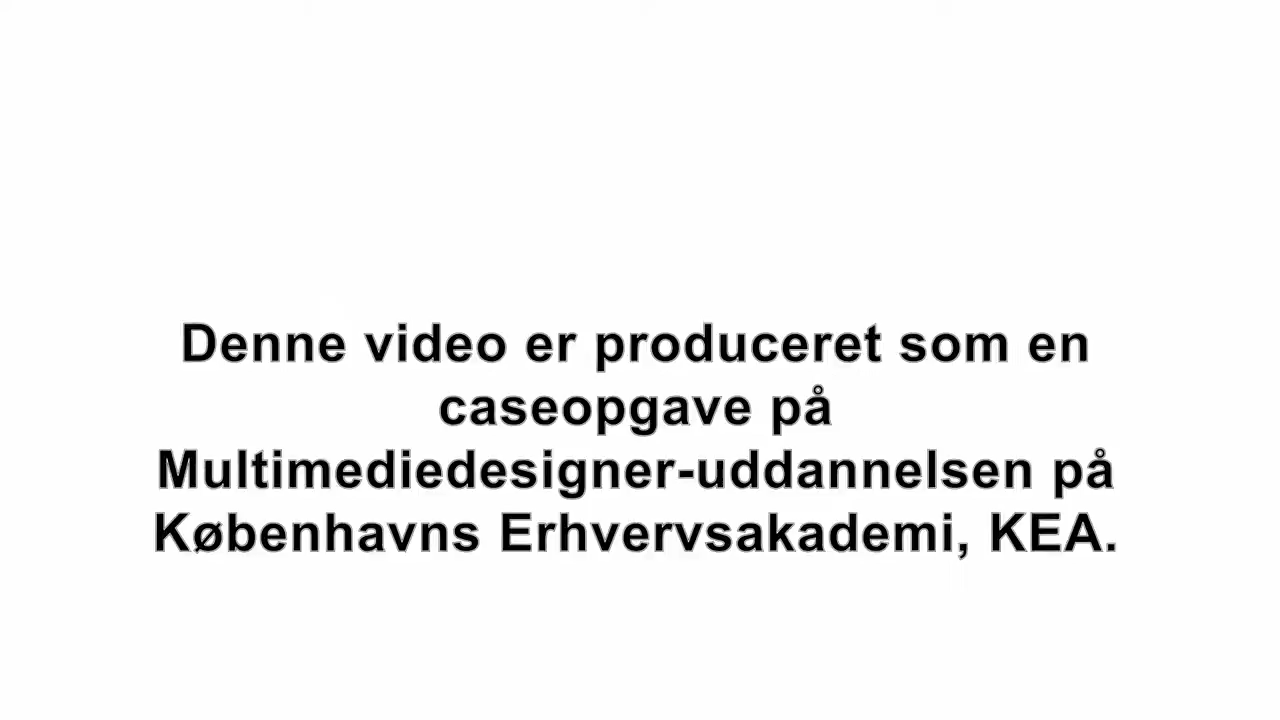 Denne video er produceret som en
caseopgave på
Multimediedesigner-uddannelsen på
Københavns Erhvervsakademi, KEA.